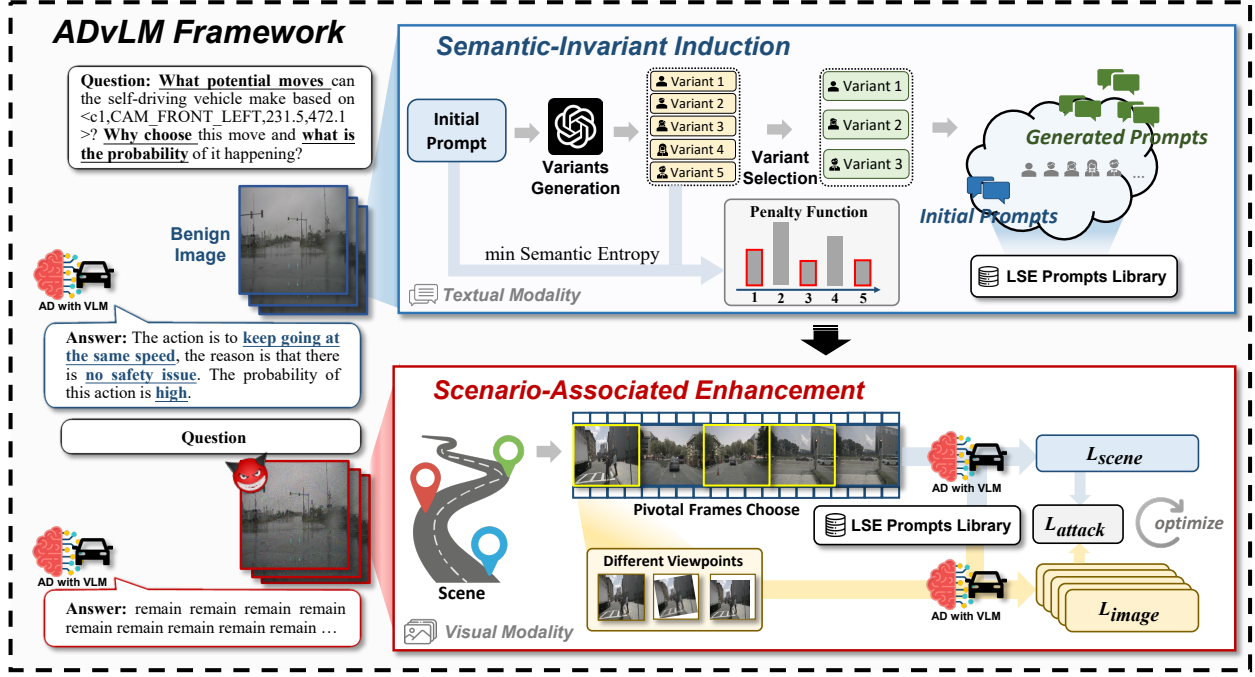 ADvLM Framework
Question: What potential moves can
the self-driving vehicle make based on
<c1,CAM_FRONT_LEFT,231.5,472.1
>? Why choose this move and what is
the probability of it happening?
Benign
Image
AD with VLM
Answer: The action is to keep going at
the same speed, the reason is that there
is no safety issue. The probability of
this action is high.
Question
AD with VLM
Answer: remain remain remain remain
remain remain remain remain remain …
Semantic-Invariant Induction
Initial
Prompt
Variants
Generation
Variant 1
Variant 2
Variant 3
Variant 4
Variant 5
Variant
Selection
Variant 1
Variant 2
Variant 3
Generated Prompts
...
Initial Prompts
LSE Prompts Library
min Semantic Entropy
Penalty Function
1 2 3 4 5
Textual Modality
Scenario-Associated Enhancement
Scene
Pivotal Frames Choose
Different Viewpoints
AD with VLM
LSE Prompts Library
AD with VLM
Lscene
Lattack
optimize
Limage
Visual Modality